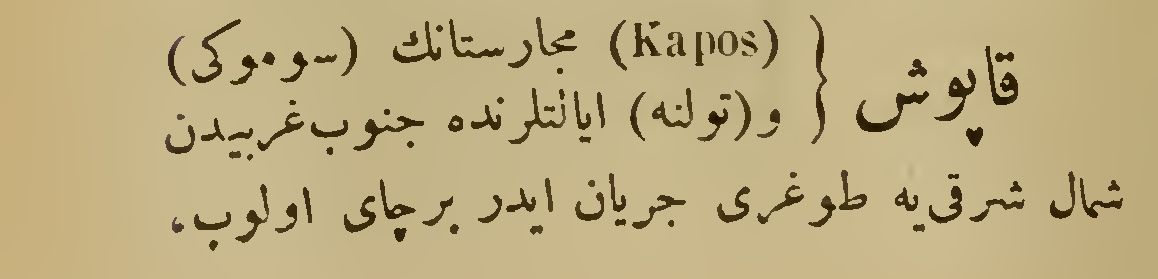 قاپوش { (Kapos) مجارستانك (سوموكى)
و(تولنه) ايالتلرنده جنوب غربيدن
شمال شرقى‌يه طوغرى جريان ايدر برچاى اولوب،